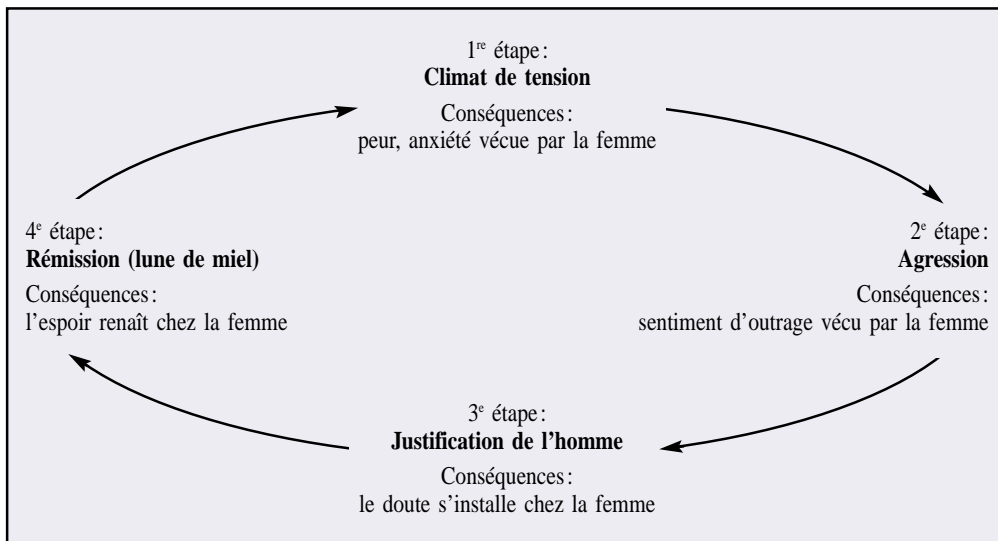 1re étape :
Climat de tension
Conséquences :
peur, anxiété vécue par la femme
2e étape :
Agression
Conséquences :
sentiment d'outrage vécu par la femme
3e étape :
Justification de l'homme
Conséquences :
le doute s'installe chez la femme
4e étape :
Rémission (lune de miel)
Conséquences :
l'espoir renaît chez la femme